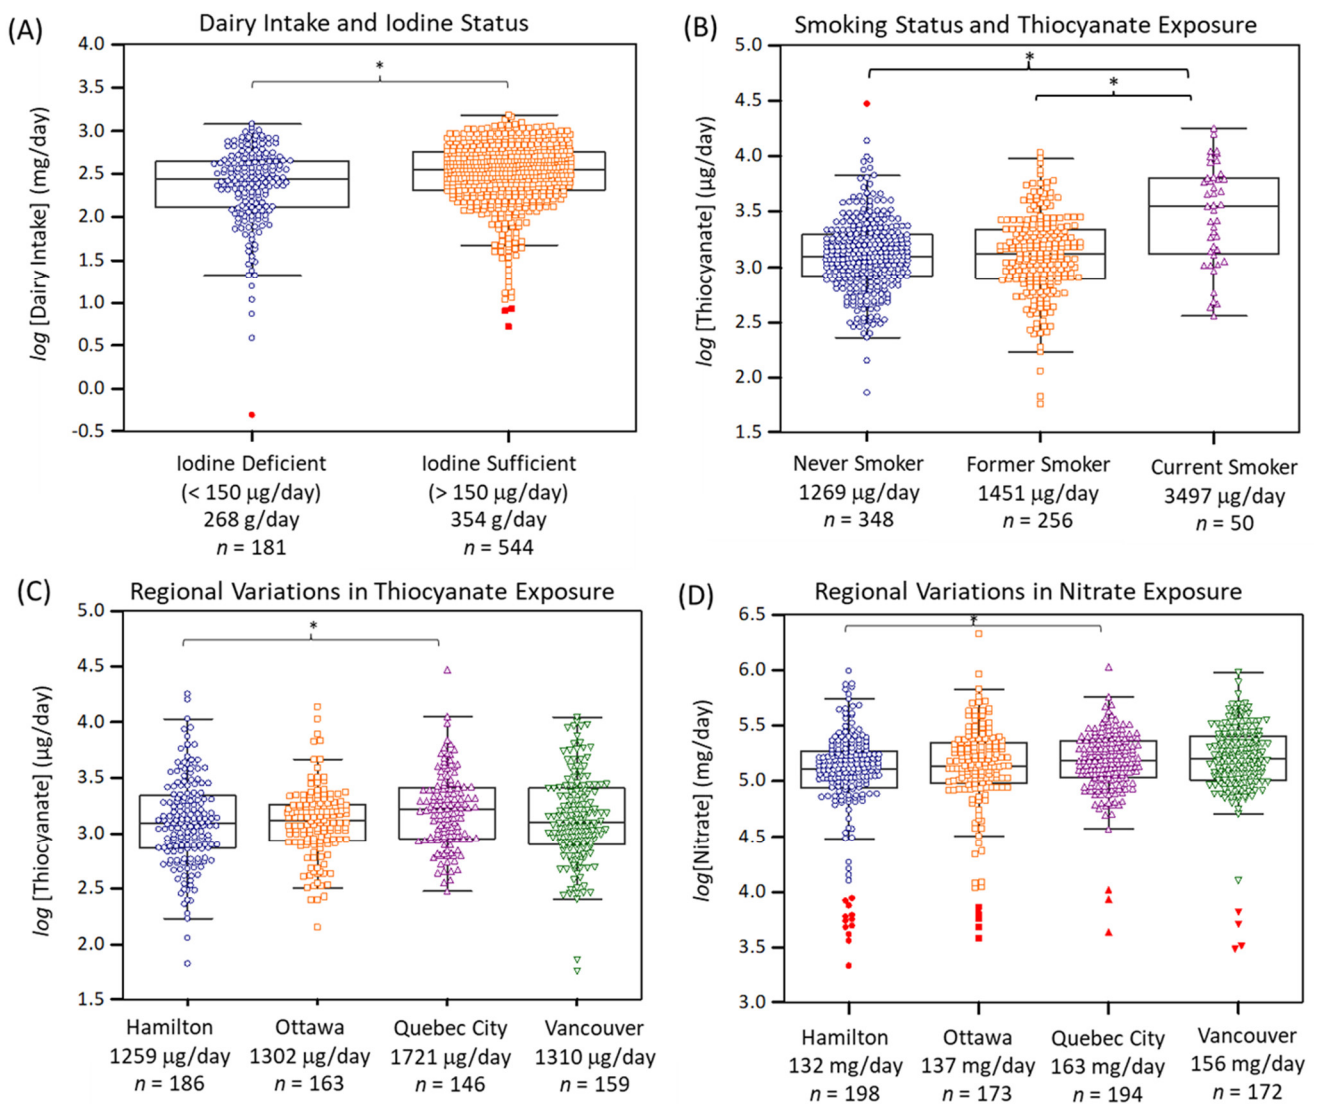 (A) Dairy Intake and Iodine Status
log [Dairy Intake] (mg/day)
4.0
3.5
3.0
2.5
2.0
1.5
1.0
0.5
0.0
-0.5
*
Iodine Deficient
(< 150 µg/day)
268 g/day
n = 181
Iodine Sufficient
(> 150 µg/day)
354 g/day
n = 544
(B) Smoking Status and Thiocyanate Exposure
log [Thiocyanate] (µg/day)
5.0
4.5
4.0
3.5
3.0
2.5
2.0
1.5
*
*
Never Smoker
1269 µg/day
n = 348
Former Smoker
1451 µg/day
n = 256
Current Smoker
3497 µg/day
n = 50
(C) Regional Variations in Thiocyanate Exposure
log [Thiocyanate] (µg/day)
5.0
4.5
4.0
3.5
3.0
2.5
2.0
1.5
*
Hamilton
1259 µg/day
n = 186
Ottawa
1302 µg/day
n = 163
Quebec City
1721 µg/day
n = 146
Vancouver
1310 µg/day
n = 159
(D) Regional Variations in Nitrate Exposure
log[Nitrate] (mg/day)
6.5
6.0
5.5
5.0
4.5
4.0
3.5
3.0
*
Hamilton
132 mg/day
n = 198
Ottawa
137 mg/day
n = 173
Quebec City
163 mg/day
n = 194
Vancouver
156 mg/day
n = 172